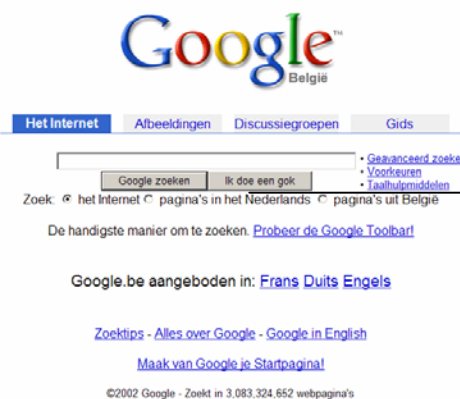 Google™
België
Het Internet Afbeeldingen Discussiegroepen Gids
• Geavanceerd zoeke
• Voorkeuren
• Taalhulpmiddelen
Google zoeken Ik doe een gok
Zoek: het Internet pagina's in het Nederlands pagina's uit België
De handigste manier om te zoeken. Probeer de Google Toolbar!
Google.be aangeboden in: Frans Duits Engels
Zoektips - Alles over Google - Google in English
Maak van Google je Startpagina!
©2002 Google - Zoekt in 3,083,324,652 webpagina's